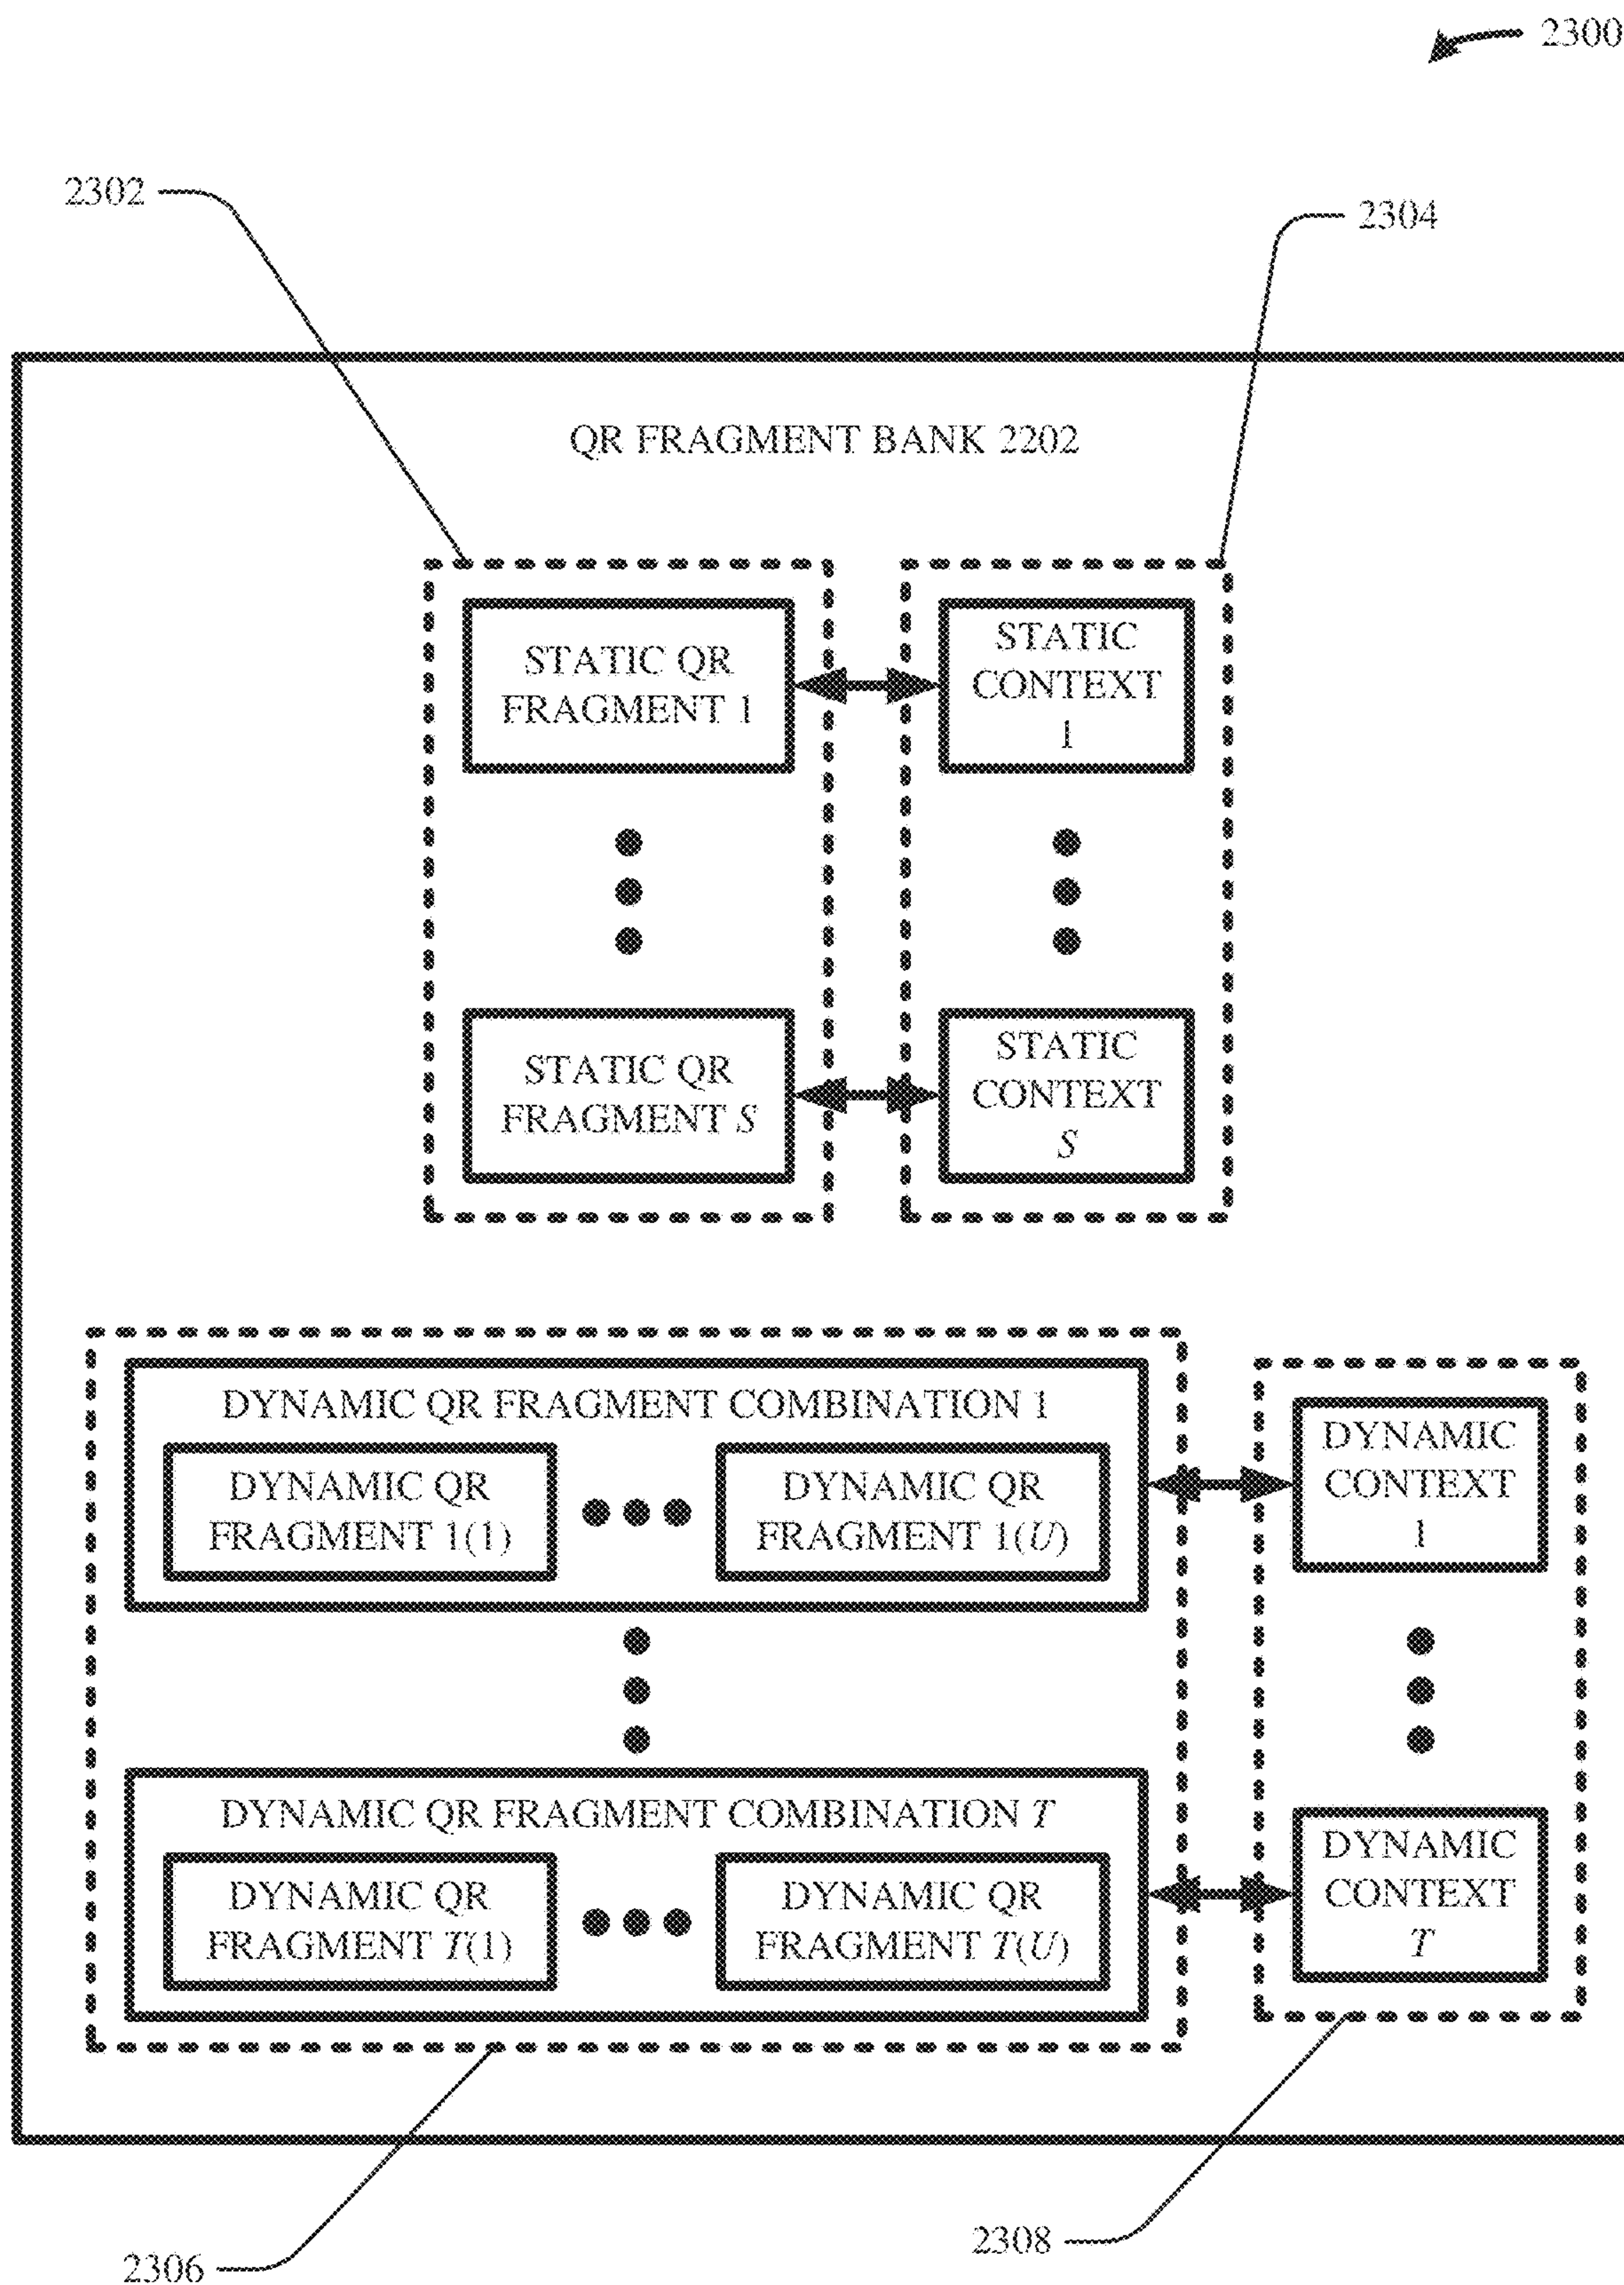 2300
2302
2304
QR FRAGMENT BANK 2202
STATIC QR
FRAGMENT 1
STATIC
CONTEXT
1
STATIC QR
FRAGMENT S
STATIC
CONTEXT
S
DYNAMIC QR FRAGMENT COMBINATION 1
DYNAMIC QR
FRAGMENT 1(1)
DYNAMIC QR
FRAGMENT 1(U)
DYNAMIC
CONTEXT
1
DYNAMIC QR FRAGMENT COMBINATION T
DYNAMIC QR
FRAGMENT T(1)
DYNAMIC QR
FRAGMENT T(U)
DYNAMIC
CONTEXT
T
2306
2308